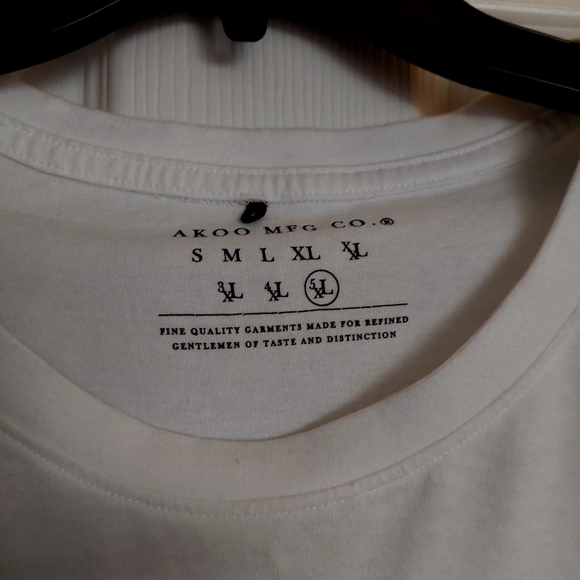 AKOO MFG CO.®
S M L XL XXL
3XL 4XL 5XL
FINE QUALITY GARMENTS MADE FOR REFINED
GENTLEMEN OF TASTE AND DISTINCTION